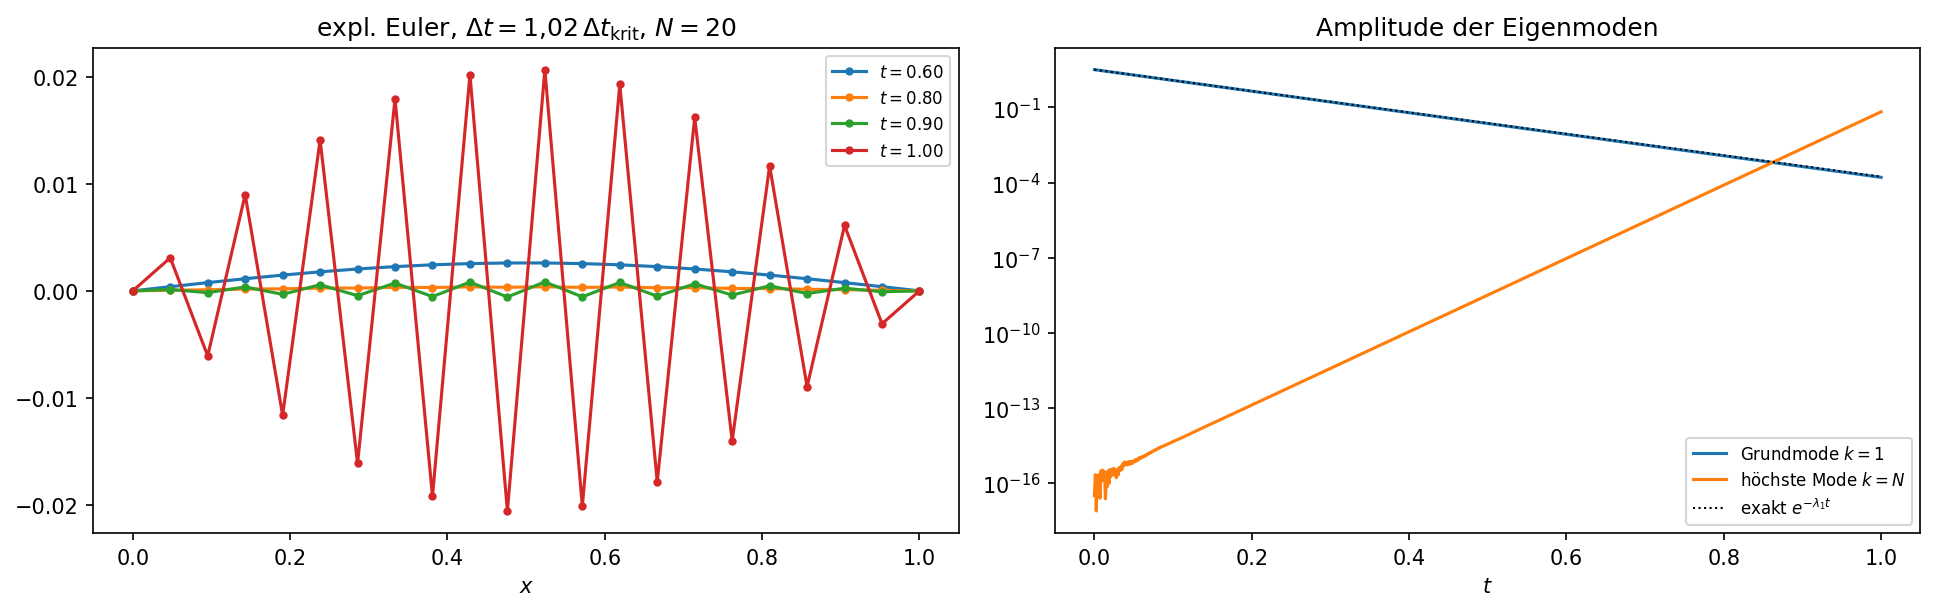 expl. Euler, Δt = 1,02 Δt_krit, N = 20
0.02
0.01
0.00
−0.01
−0.02
0.0 0.2 0.4 0.6 0.8 1.0
x
t = 0.60
t = 0.80
t = 0.90
t = 1.00
Amplitude der Eigenmoden
10⁻¹
10⁻⁴
10⁻⁷
10⁻¹⁰
10⁻¹³
10⁻¹⁶
0.0 0.2 0.4 0.6 0.8 1.0
t
Grundmode k = 1
höchste Mode k = N
exakt e^{−λ₁t}